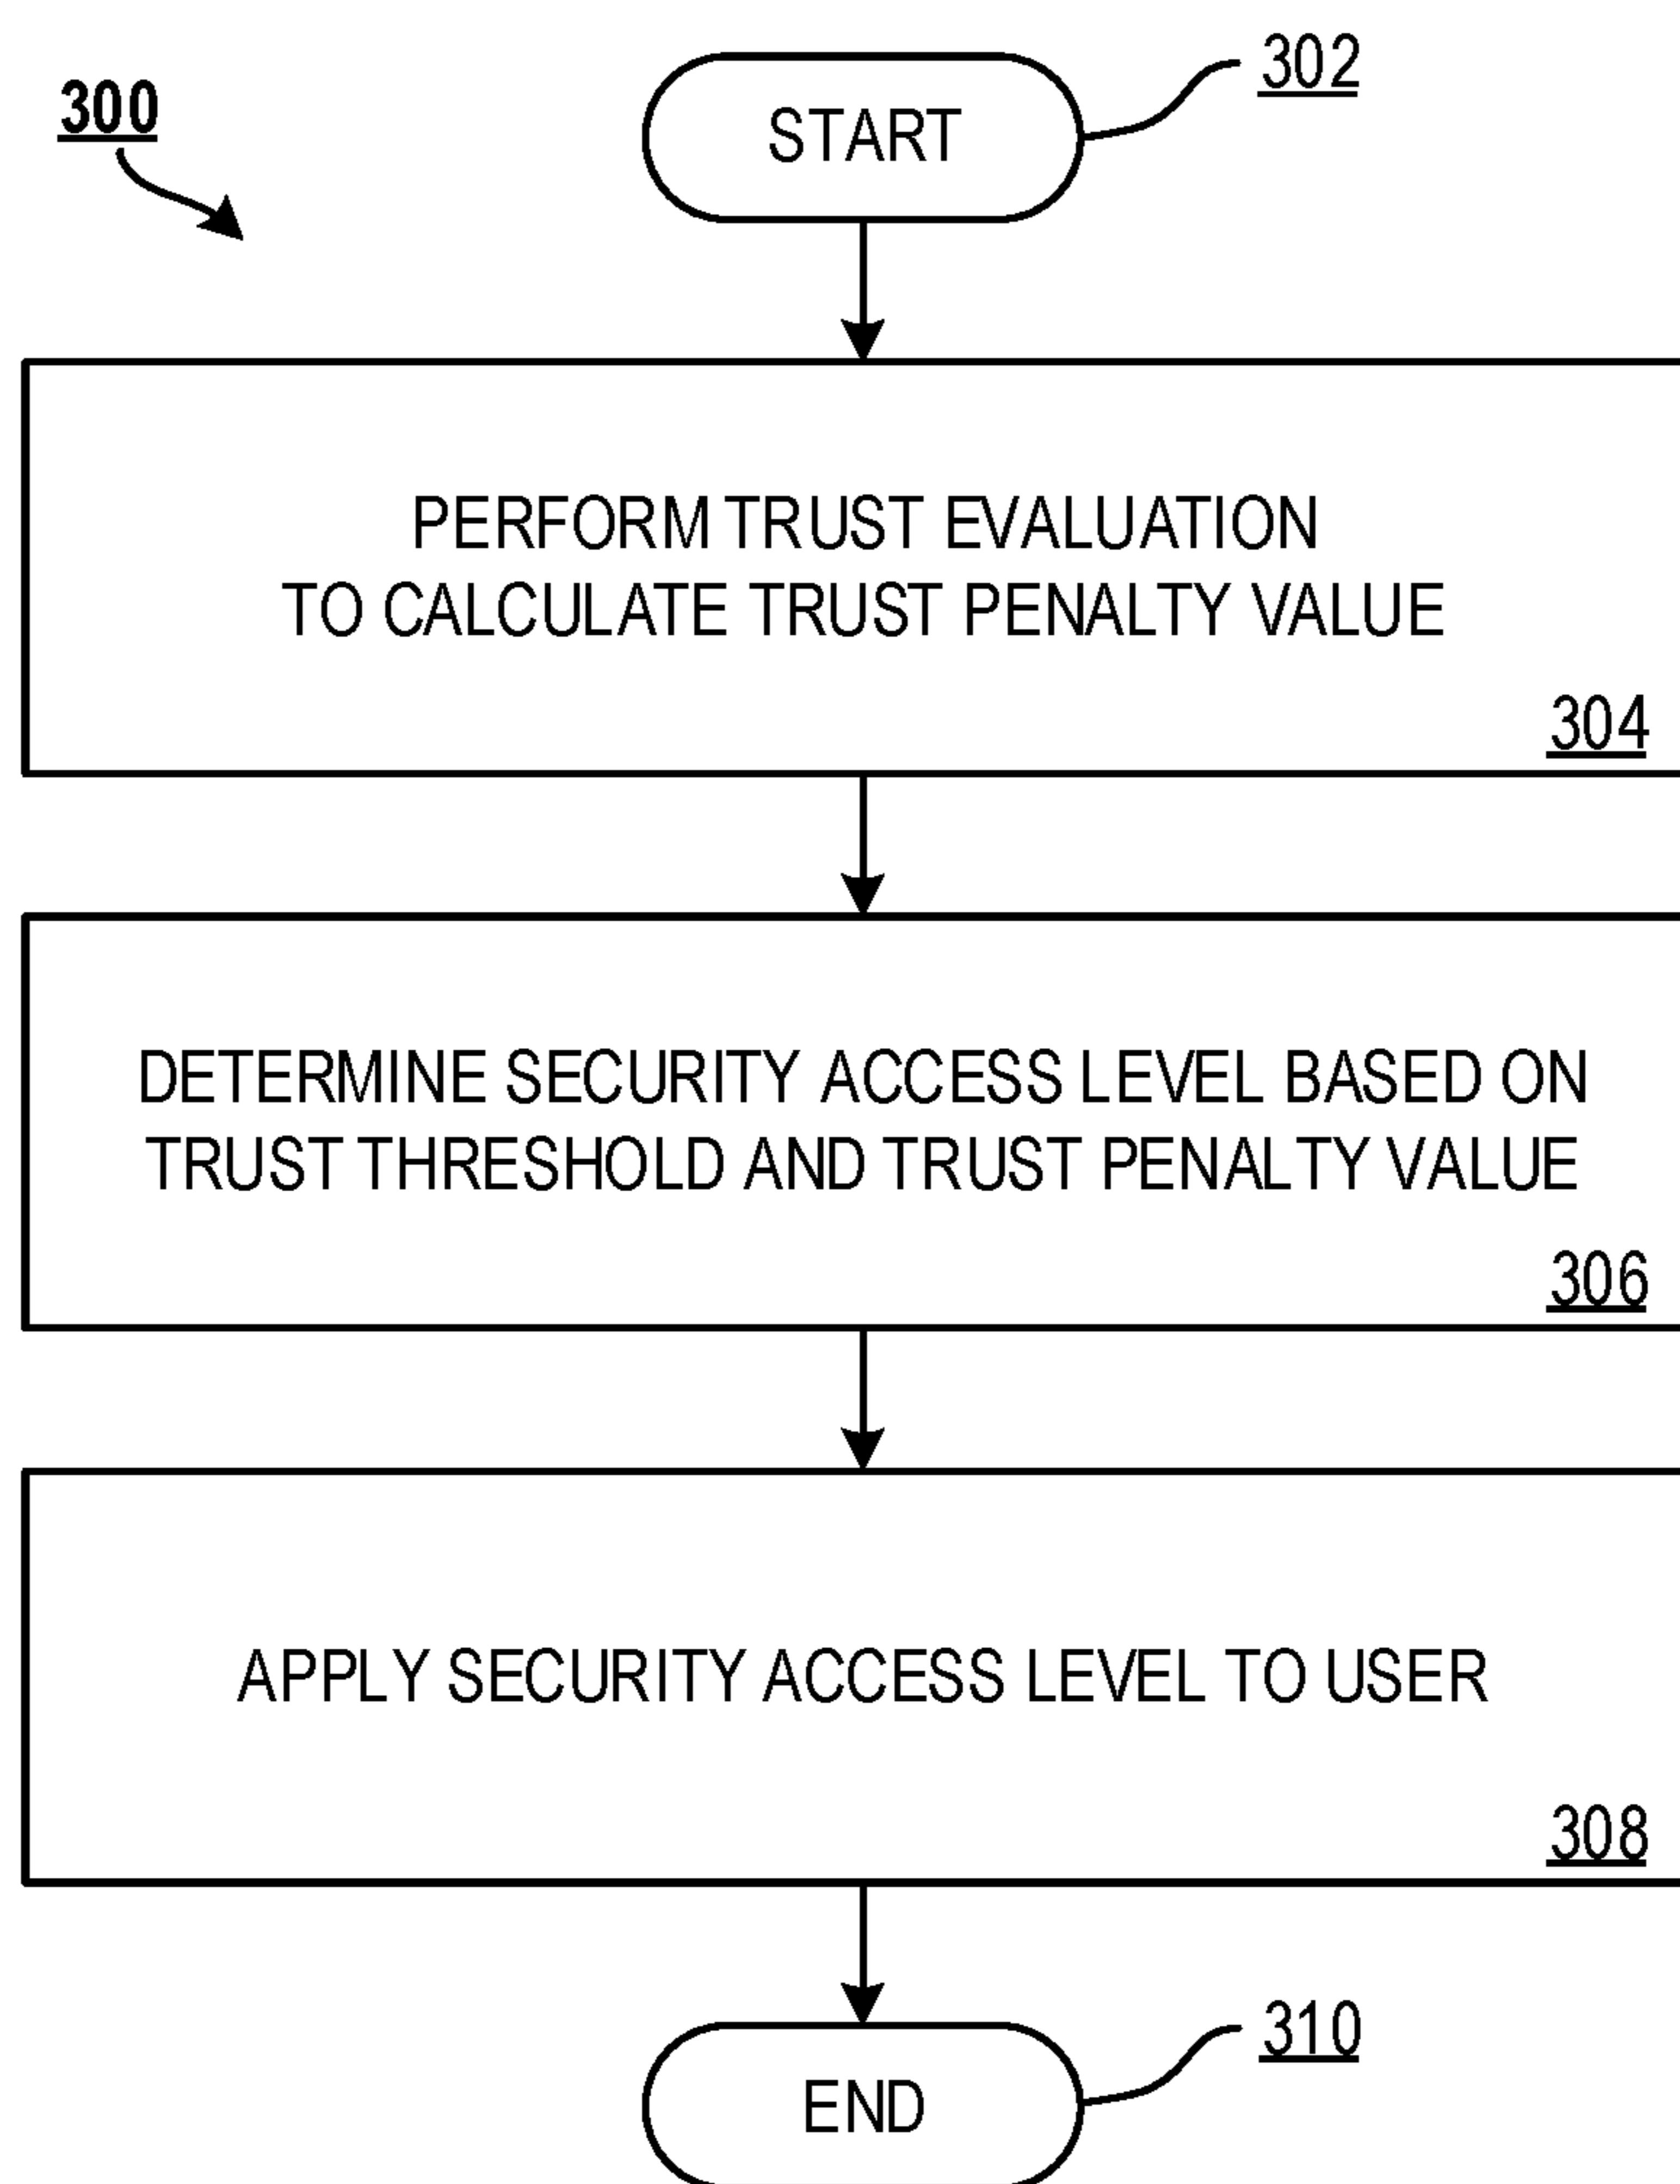 300
302
START
PERFORM TRUST EVALUATION
TO CALCULATE TRUST PENALTY VALUE
304
DETERMINE SECURITY ACCESS LEVEL BASED ON
TRUST THRESHOLD AND TRUST PENALTY VALUE
306
APPLY SECURITY ACCESS LEVEL TO USER
308
310
END